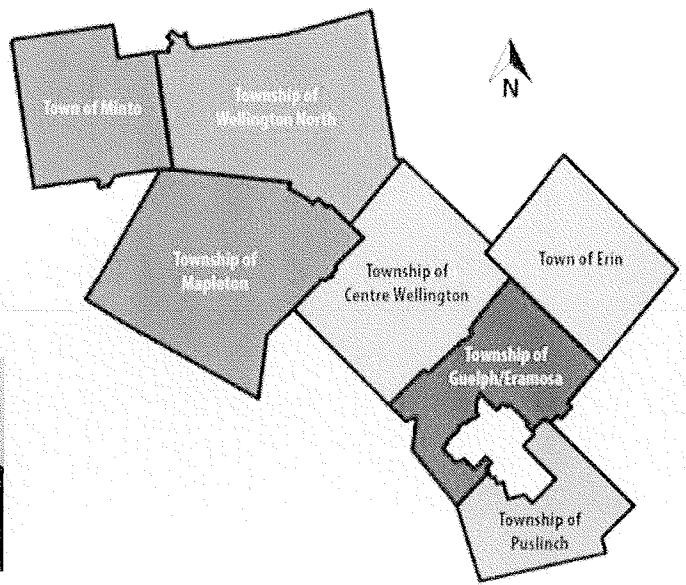 Town of Minto
Township of
Wellington North
N
Township of
Mapleton
Township of
Centre Wellington
Town of Erin
Township of
Guelph/Eramosa
Township of
Puslinch